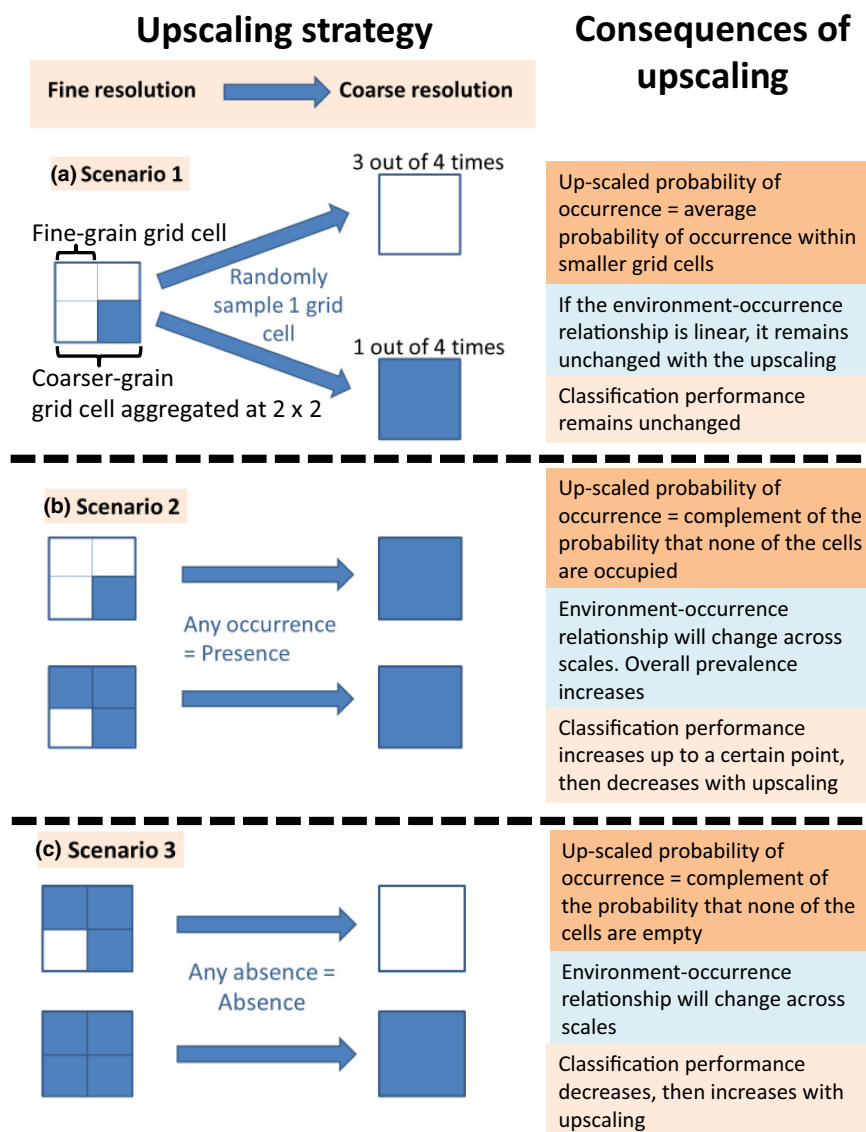 Upscaling strategy
Consequences of
upscaling
Fine resolution
Coarse resolution
(a) Scenario 1
3 out of 4 times
Fine-grain grid cell
Randomly
sample 1 grid
cell
1 out of 4 times
Coarser-grain
grid cell aggregated at 2 x 2
Up-scaled probability of
occurrence = average
probability of occurrence within
smaller grid cells
If the environment-occurrence
relationship is linear, it remains
unchanged with the upscaling
Classification performance
remains unchanged
(b) Scenario 2
Any occurrence
= Presence
Up-scaled probability of
occurrence = complement of the
probability that none of the cells
are occupied
Environment-occurrence
relationship will change across
scales. Overall prevalence
increases
Classification performance
increases up to a certain point,
then decreases with upscaling
(c) Scenario 3
Any absence =
Absence
Up-scaled probability of
occurrence = complement of
the probability that none of the
cells are empty
Environment-occurrence
relationship will change across
scales
Classification performance
decreases, then increases with
upscaling